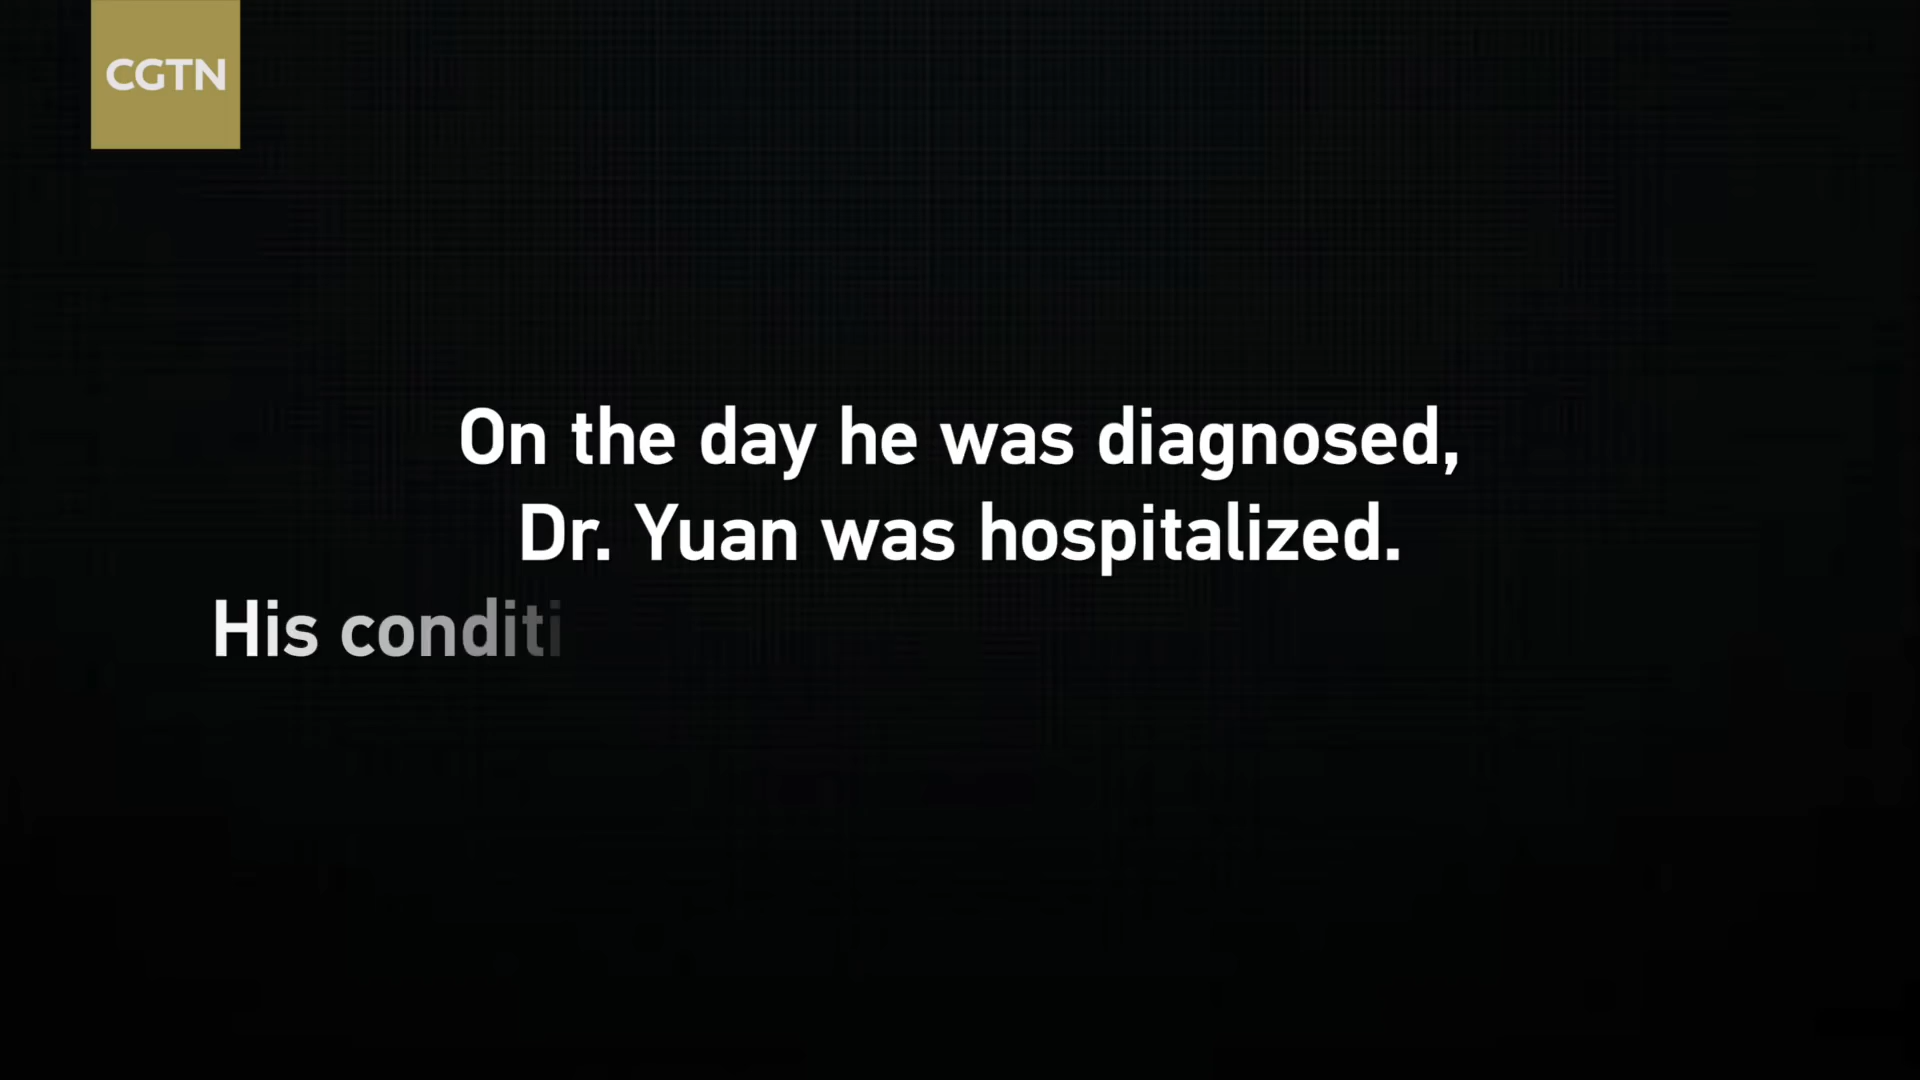 CGTN
On the day he was diagnosed,
Dr. Yuan was hospitalized.
His conditi